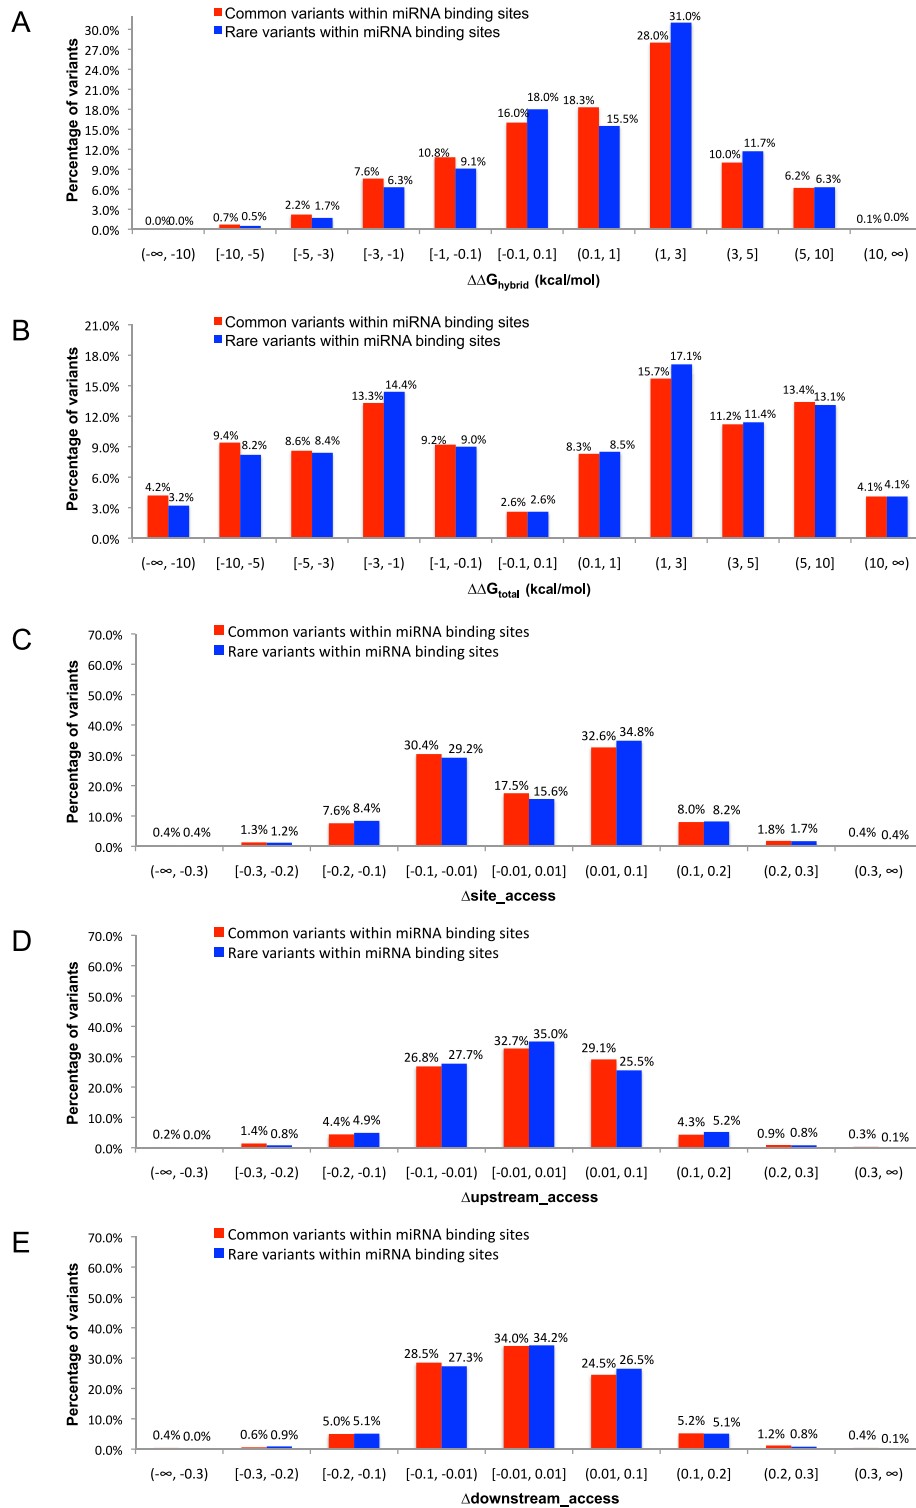 A
Common variants within miRNA binding sites
Rare variants within miRNA binding sites
Percentage of variants
30.0%
27.0%
24.0%
21.0%
18.0%
15.0%
12.0%
9.0%
6.0%
3.0%
0.0%
0.0% 0.0% 0.7% 0.5% 2.2% 1.7% 7.6% 6.3% 10.8% 9.1% 16.0% 18.0% 18.3% 15.5% 28.0% 31.0% 10.0% 11.7% 6.2% 6.3% 0.1% 0.0%
(-∞, -10) [-10, -5) [-5, -3) [-3, -1) [-1, -0.1) [-0.1, 0.1] (0.1, 1] (1, 3] (3, 5] (5, 10] (10, ∞)
ΔΔGhybrid (kcal/mol)
B
Common variants within miRNA binding sites
Rare variants within miRNA binding sites
Percentage of variants
21.0%
18.0%
15.0%
12.0%
9.0%
6.0%
3.0%
0.0%
4.2% 3.2% 9.4% 8.2% 8.6% 8.4% 13.3% 14.4% 9.2% 9.0% 2.6% 2.6% 8.3% 8.5% 15.7% 17.1% 11.2% 11.4% 13.4% 13.1% 4.1% 4.1%
(-∞, -10) [-10, -5) [-5, -3) [-3, -1) [-1, -0.1) [-0.1, 0.1] (0.1, 1] (1, 3] (3, 5] (5, 10] (10, ∞)
ΔΔGtotal (kcal/mol)
C
Common variants within miRNA binding sites
Rare variants within miRNA binding sites
Percentage of variants
70.0%
60.0%
50.0%
40.0%
30.0%
20.0%
10.0%
0.0%
0.4% 0.4% 1.3% 1.2% 7.6% 8.4% 30.4% 29.2% 17.5% 15.6% 32.6% 34.8% 8.0% 8.2% 1.8% 1.7% 0.4% 0.4%
(-∞, -0.3) [-0.3, -0.2) [-0.2, -0.1) [-0.1, -0.01) [-0.01, 0.01] (0.01, 0.1] (0.1, 0.2] (0.2, 0.3] (0.3, ∞)
Δsite_access
D
Common variants within miRNA binding sites
Rare variants within miRNA binding sites
Percentage of variants
70.0%
60.0%
50.0%
40.0%
30.0%
20.0%
10.0%
0.0%
0.2% 0.0% 1.4% 0.8% 4.4% 4.9% 26.8% 27.7% 32.7% 35.0% 29.1% 25.5% 4.3% 5.2% 0.9% 0.8% 0.3% 0.1%
(-∞, -0.3) [-0.3, -0.2) [-0.2, -0.1) [-0.1, -0.01) [-0.01, 0.01] (0.01, 0.1] (0.1, 0.2] (0.2, 0.3] (0.3, ∞)
Δupstream_access
E
Common variants within miRNA binding sites
Rare variants within miRNA binding sites
Percentage of variants
70.0%
60.0%
50.0%
40.0%
30.0%
20.0%
10.0%
0.0%
0.4% 0.0% 0.6% 0.9% 5.0% 5.1% 28.5% 27.3% 34.0% 34.2% 24.5% 26.5% 5.2% 5.1% 1.2% 0.8% 0.4% 0.1%
(-∞, -0.3) [-0.3, -0.2) [-0.2, -0.1) [-0.1, -0.01) [-0.01, 0.01] (0.01, 0.1] (0.1, 0.2] (0.2, 0.3] (0.3, ∞)
Δdownstream_access